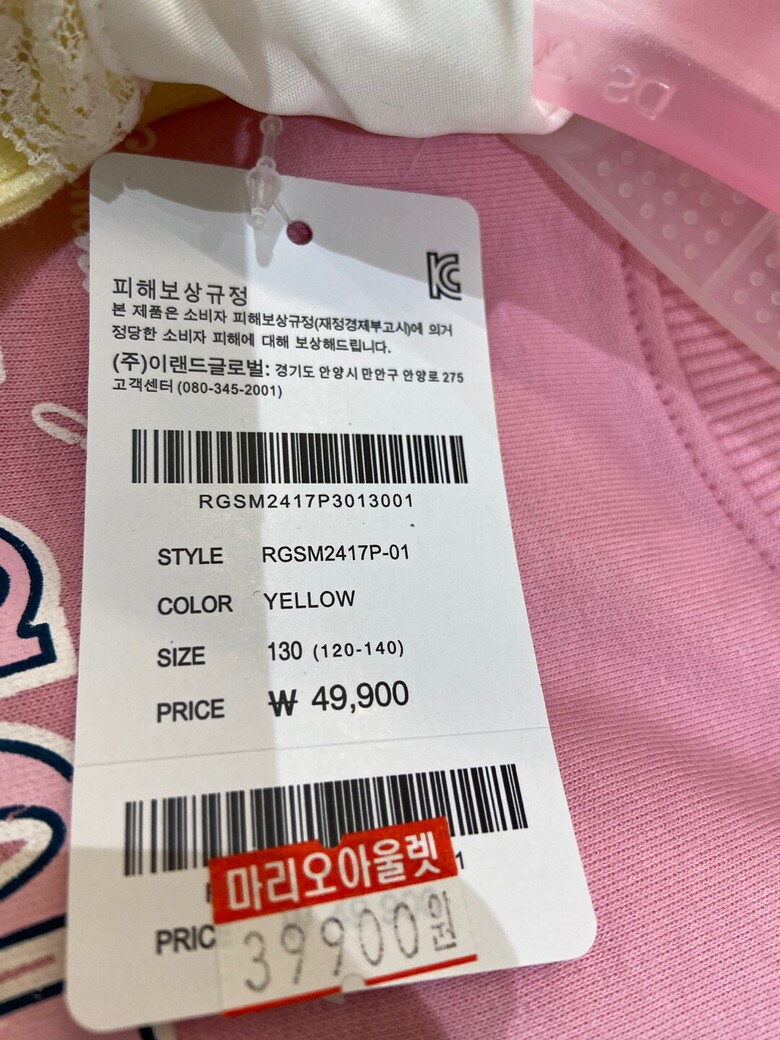 피해보상규정
본 제품은 소비자 피해보상규정(재정경제부고시)에 의거
정당한 소비자 피해에 대해 보상해드립니다.
(주)이랜드글로벌: 경기도 안양시 만안구 안양로 275
고객센터 (080-345-2001)
RGSM2417P3013001
STYLE RGSM2417P-01
COLOR YELLOW
SIZE 130 (120-140)
PRICE ₩ 49,900
마리오아울렛
39900원